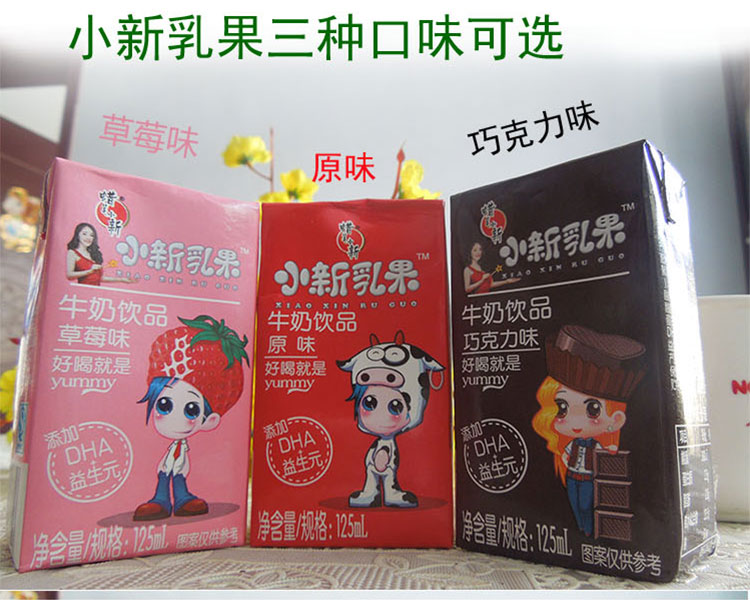 小新乳果三种口味可选
草莓味
原味
巧克力味
小新乳果™
XIAO XIN RU GUO
牛奶饮品
草莓味
好喝就是
yummy
添加
DHA
益生元
净含量/规格：125mL
图案仅供参考
小新乳果™
XIAO XIN RU GUO
牛奶饮品
原味
好喝就是
yummy
添加
DHA
益生元
净含量/规格：125mL
小新乳果™
XIAO XIN RU GUO
牛奶饮品
巧克力味
好喝就是
yummy
添加
DHA
益生元
净含量/规格：125mL
图案仅供参考